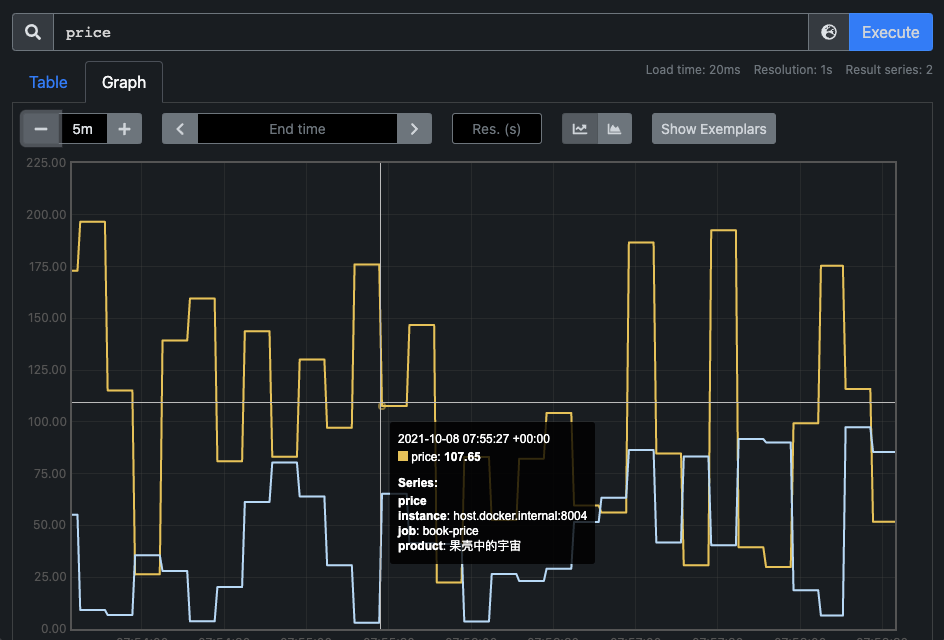 price
Execute
Load time: 20ms Resolution: 1s Result series: 2
Table
Graph
5m
End time
Res. (s)
Show Exemplars
225.00
200.00
175.00
150.00
125.00
100.00
75.00
50.00
25.00
0.00
2021-10-08 07:55:27 +00:00
price: 107.65
Series:
price
instance: host.docker.internal:8004
job: book-price
product: 果壳中的宇宙